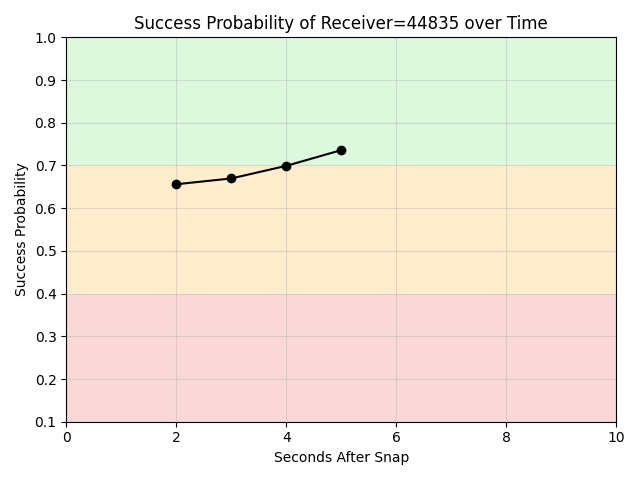 Success Probability of Receiver=44835 over Time
1.0
0.9
0.8
0.7
0.6
0.5
0.4
0.3
0.2
0.1
Success Probability
0 2 4 6 8 10
Seconds After Snap